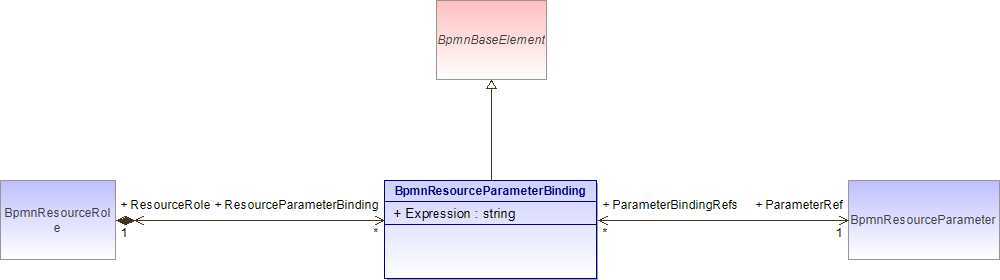 BpmnBaseElement
BpmnResourceRol
e
+ ResourceRole
+ ResourceParameterBinding
1
*
BpmnResourceParameterBinding
+ Expression : string
+ ParameterBindingRefs
+ ParameterRef
*
1
BpmnResourceParameter